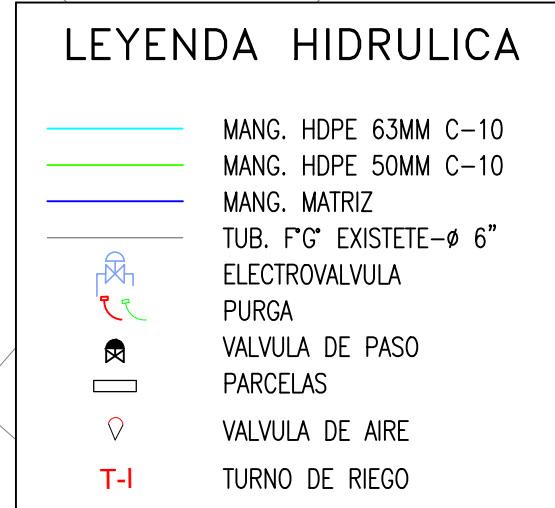 LEYENDA HIDRULICA
MANG. HDPE 63MM C-10
MANG. HDPE 50MM C-10
MANG. MATRIZ
TUB. F°G° EXISTETE-ø 6"
ELECTROVALVULA
PURGA
VALVULA DE PASO
PARCELAS
VALVULA DE AIRE
T-I TURNO DE RIEGO